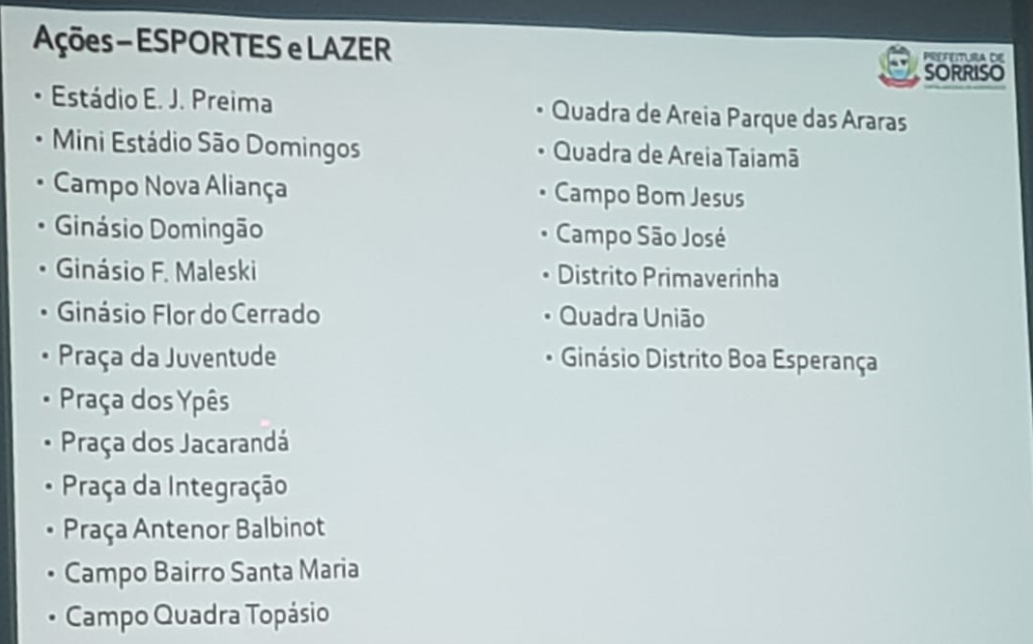 Ações – ESPORTES e LAZER
PREFEITURA DE
SORRISO
• Estádio E. J. Preima
• Mini Estádio São Domingos
• Campo Nova Aliança
• Ginásio Domingão
• Ginásio F. Maleski
• Ginásio Flor do Cerrado
• Praça da Juventude
• Praça dos Ypês
• Praça dos Jacarandá
• Praça da Integração
• Praça Antenor Balbinot
• Campo Bairro Santa Maria
• Campo Quadra Topásio
• Quadra de Areia Parque das Araras
• Quadra de Areia Taiamã
• Campo Bom Jesus
• Campo São José
• Distrito Primaverinha
• Quadra União
• Ginásio Distrito Boa Esperança